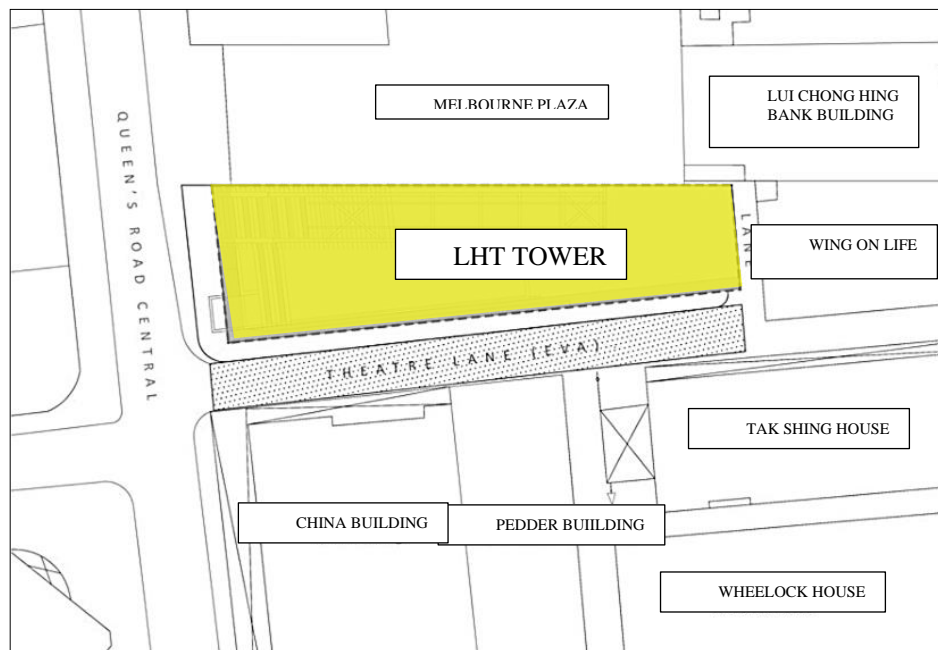 MELBOURNE PLAZA
LUI CHONG HING
BANK BUILDING
QUEEN'S ROAD CENTRAL
LHT TOWER
LANE
WING ON LIFE
THEATRE LANE (EVA)
TAK SHING HOUSE
CHINA BUILDING
PEDDER BUIILDING
WHEELOCK HOUSE